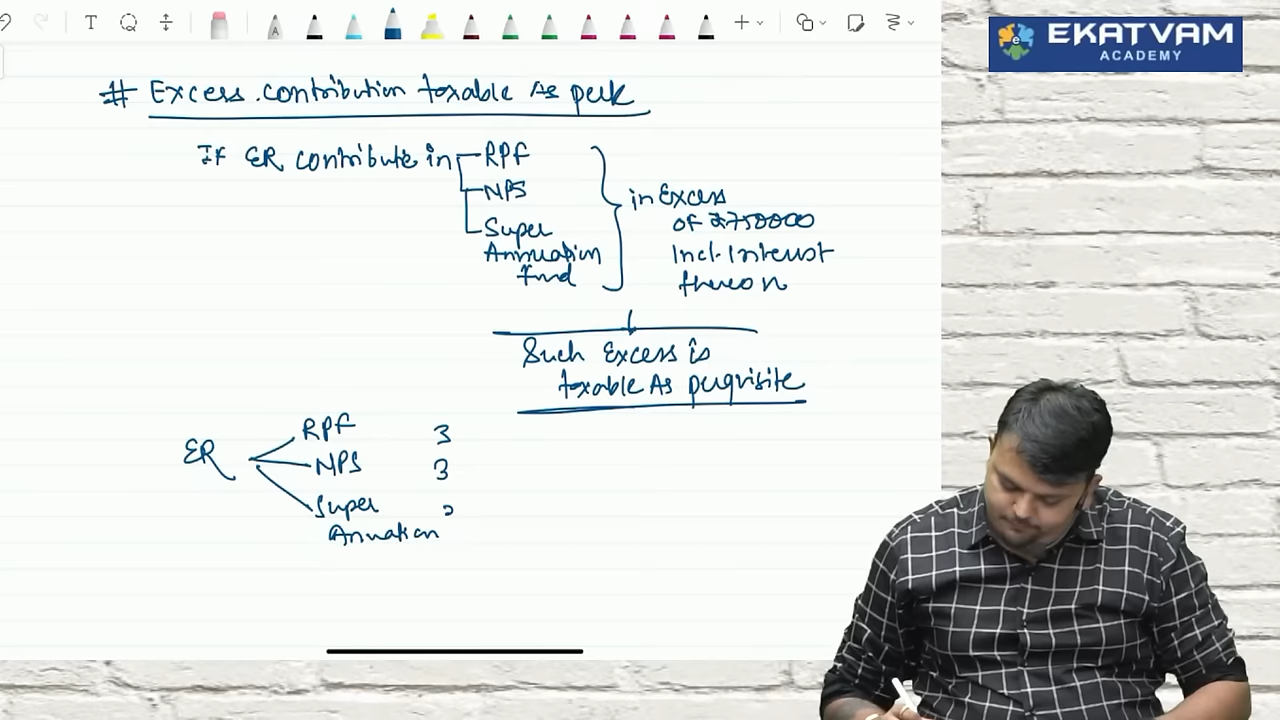 EKATVAM
ACADEMY
# Excess contribution taxable As perk
If ER contribute in RPF
NPS
Super
Annuation
fund
in Excess
of ₹750000
Incl. Interest
thereon
Such Excess is
taxable As perquisite
ER
RPF 3
NPS 3
Super
Annuation